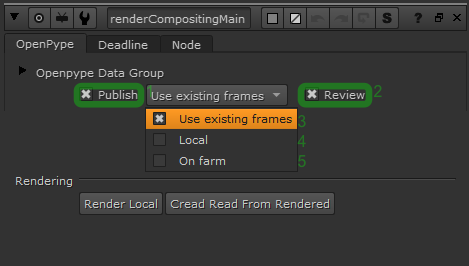 renderCompositingMain
OpenPype Deadline Node
Openpype Data Group
Publish Use existing frames Review 2
Use existing frames 3
Local 4
On farm 5
Rendering
Render Local Cread Read From Rendered